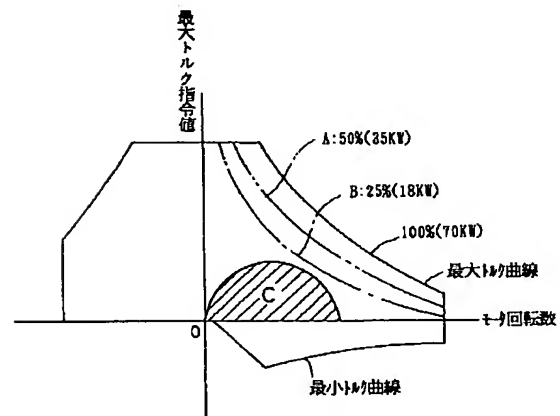 最大トルク指令値
A:50%(35KW)
B:25%(18KW)
100%(70KW)
最大トルク曲線
C
O
モータ回転数
最小トルク曲線